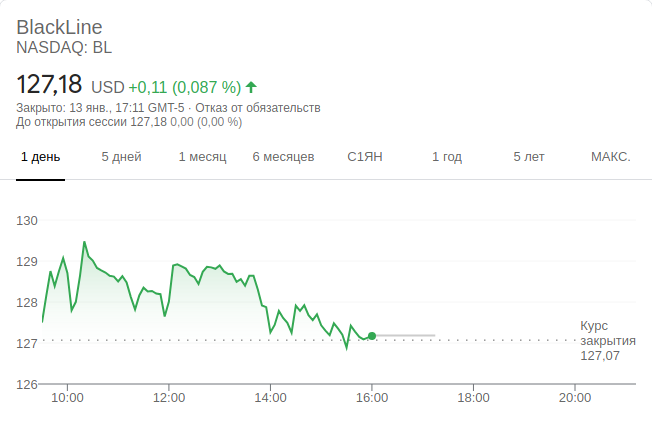 BlackLine
NASDAQ: BL
127,18 USD +0,11 (0,087 %)
Закрыто: 13 янв., 17:11 GMT-5 · Отказ от обязательств
До открытия сессии 127,18 0,00 (0,00 %)
1 день 5 дней 1 месяц 6 месяцев С1ЯН 1 год 5 лет МАКС.
130
129
128
127
126
Курс
закрытия
127,07
10:00 12:00 14:00 16:00 18:00 20:00